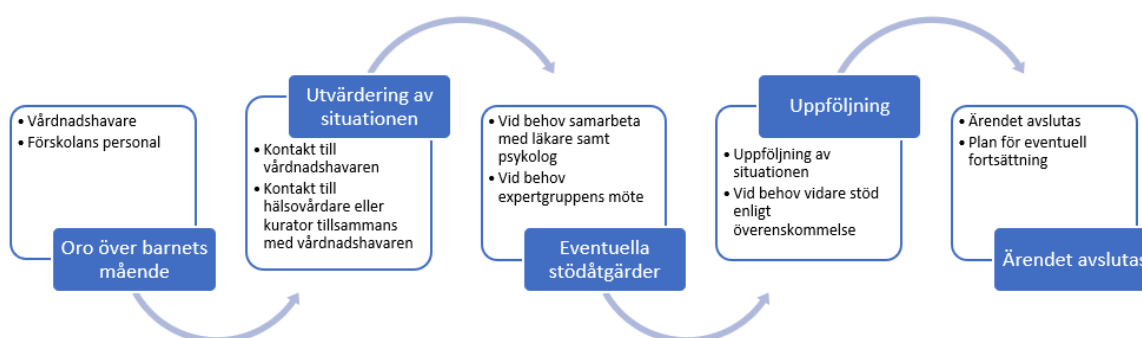 • Vårdnadshavare
• Förskolans personal
Oro över barnets
mående
Utvärdering av
situationen
• Kontakt till
vårdnadshavaren
• Kontakt till
hälsovårdare eller
kurator tillsammans
med vårdnadshavaren
• Vid behov samarbeta
med läkare samt
psykolog
• Vid behov
expertgruppens möte
Eventuella
stödåtgärder
Uppföljning
• Uppföljning av
situationen
• Vid behov vidare stöd
enligt
överenskommelse
• Ärendet avslutas
• Plan för eventuell
fortsättning
Ärendet avslutas